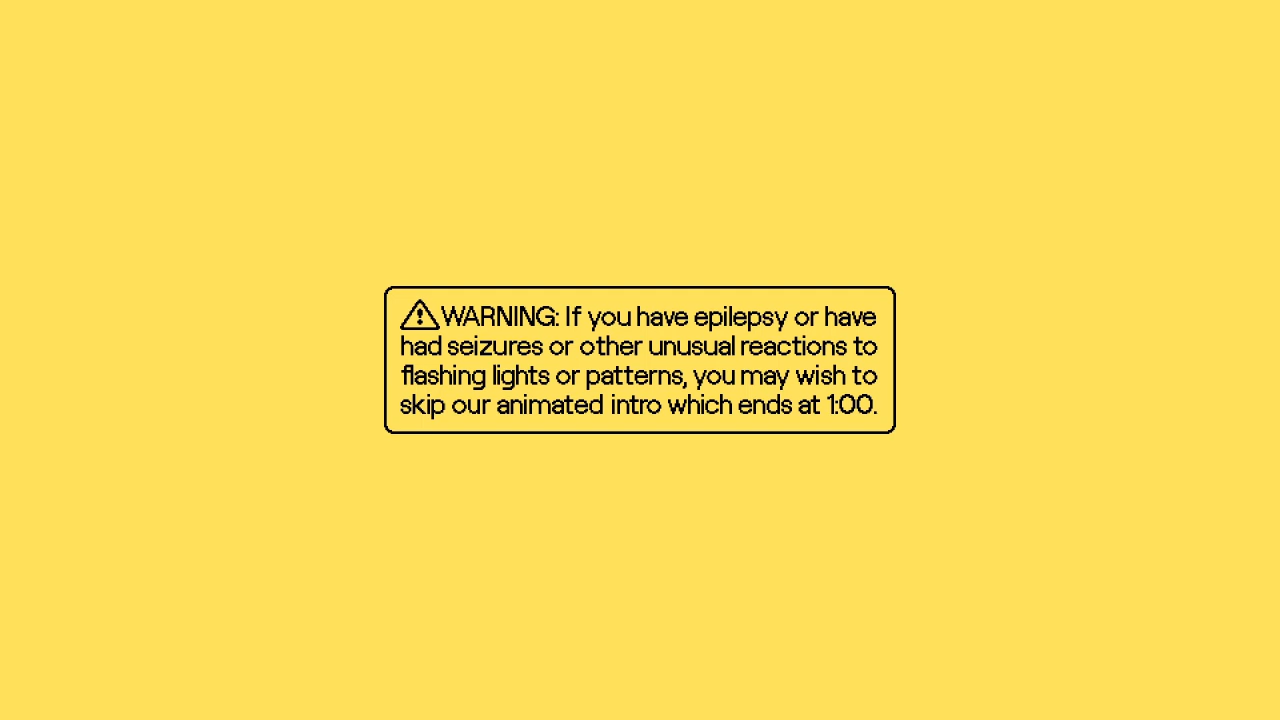 ⚠WARNING: If you have epilepsy or have
had seizures or other unusual reactions to
flashing lights or patterns, you may wish to
skip our animated intro which ends at 1:00.